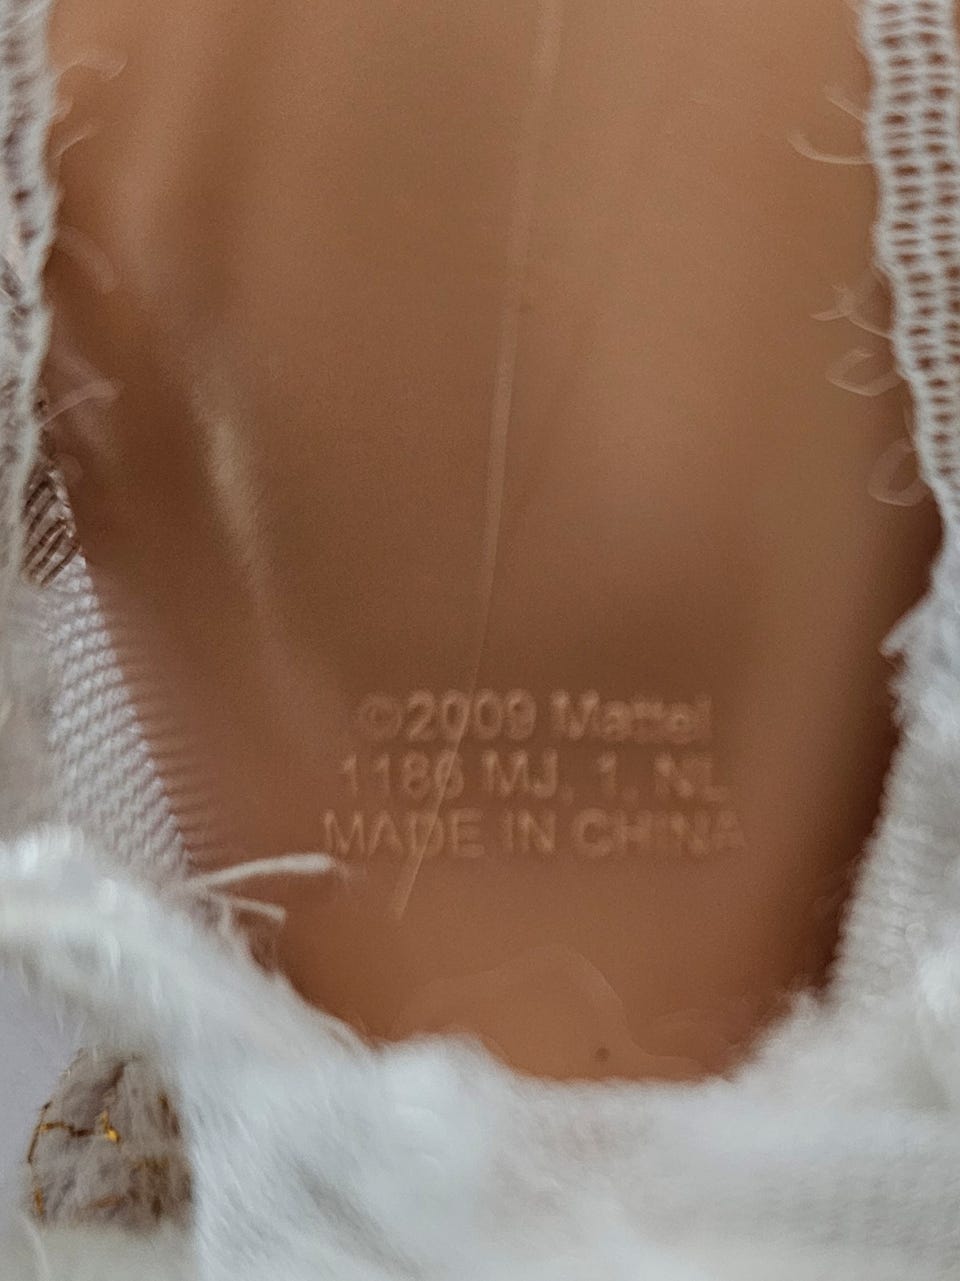 ©2009 Mattel
1186 MJ, 1, NL
MADE IN CHINA